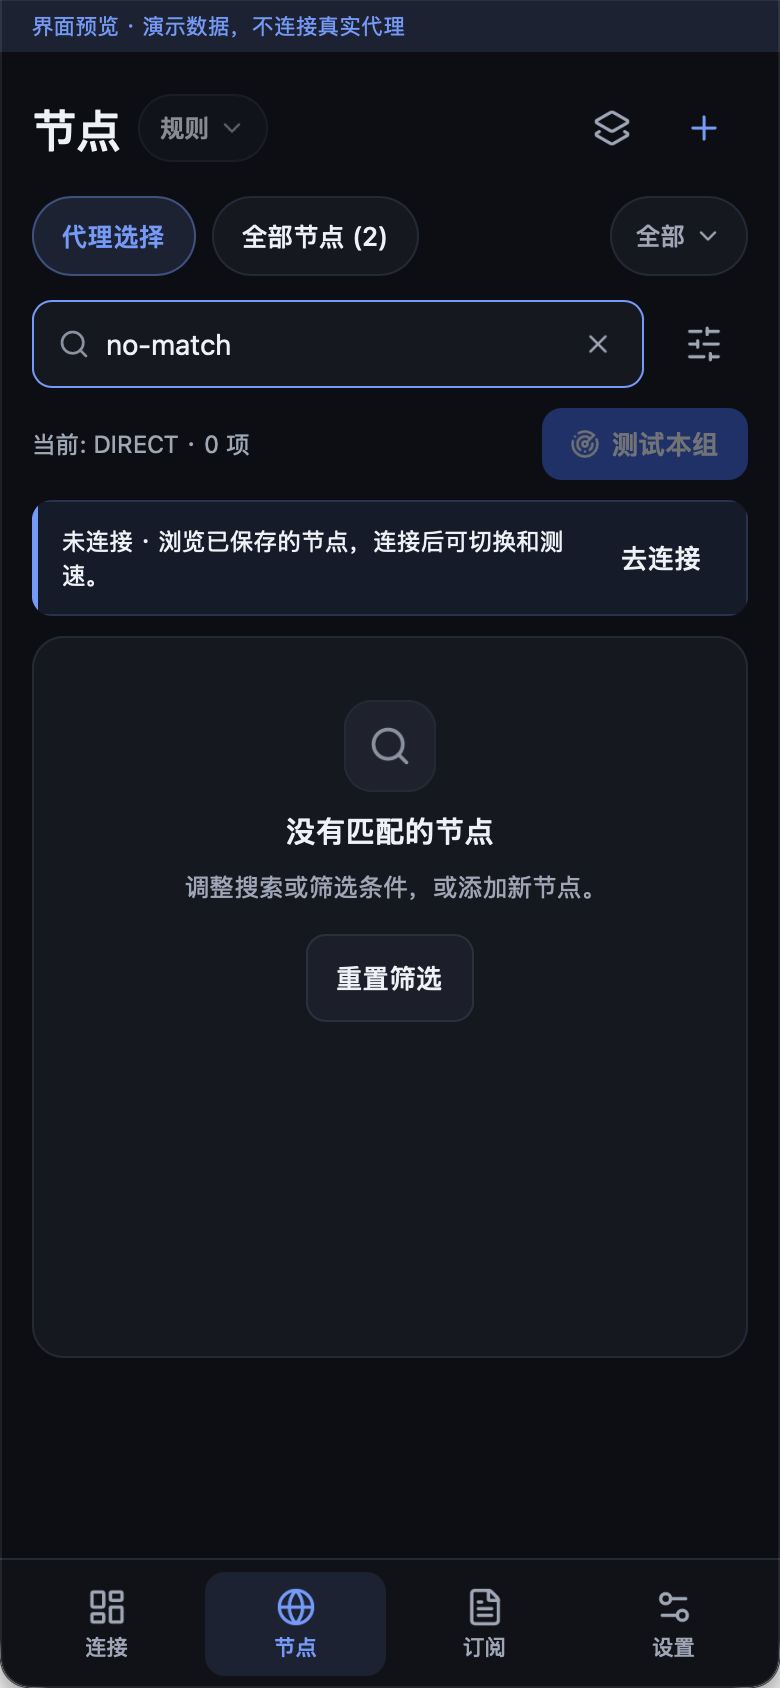 界面预览 · 演示数据，不连接真实代理
节点
规则
代理选择
全部节点 (2)
全部
no-match
当前: DIRECT · 0 项
测试本组
未连接 · 浏览已保存的节点，连接后可切换和测
速。
去连接
没有匹配的节点
调整搜索或筛选条件，或添加新节点。
重置筛选
连接
节点
订阅
设置